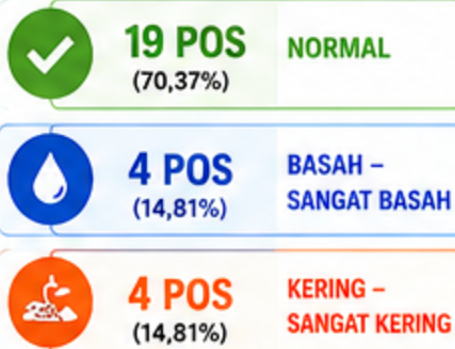 19 POS
(70,37%)
NORMAL
4 POS
(14,81%)
BASAH –
SANGAT BASAH
4 POS
(14,81%)
KERING –
SANGAT KERING